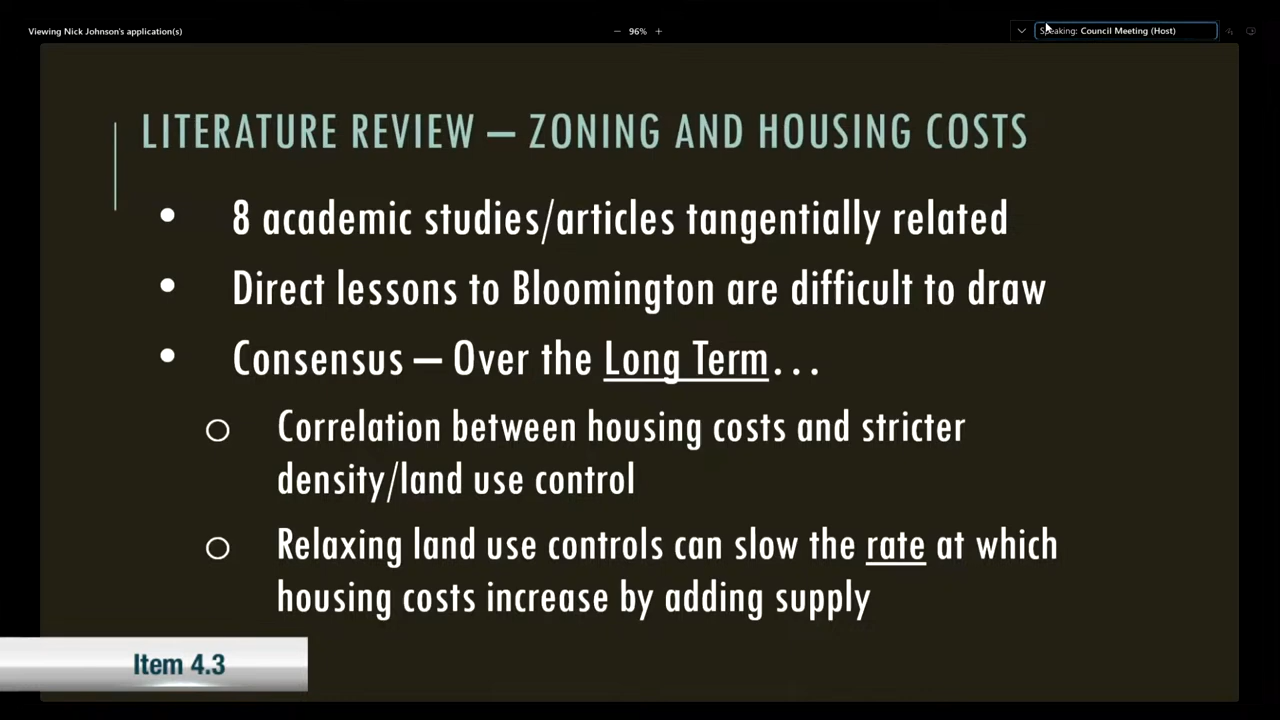 Viewing Nick Johnson's application(s)
− 96% +
Speaking: Council Meeting (Host)
LITERATURE REVIEW – ZONING AND HOUSING COSTS
• 8 academic studies/articles tangentially related
• Direct lessons to Bloomington are difficult to draw
• Consensus – Over the Long Term...
o Correlation between housing costs and stricter
density/land use control
o Relaxing land use controls can slow the rate at which
housing costs increase by adding supply
Item 4.3